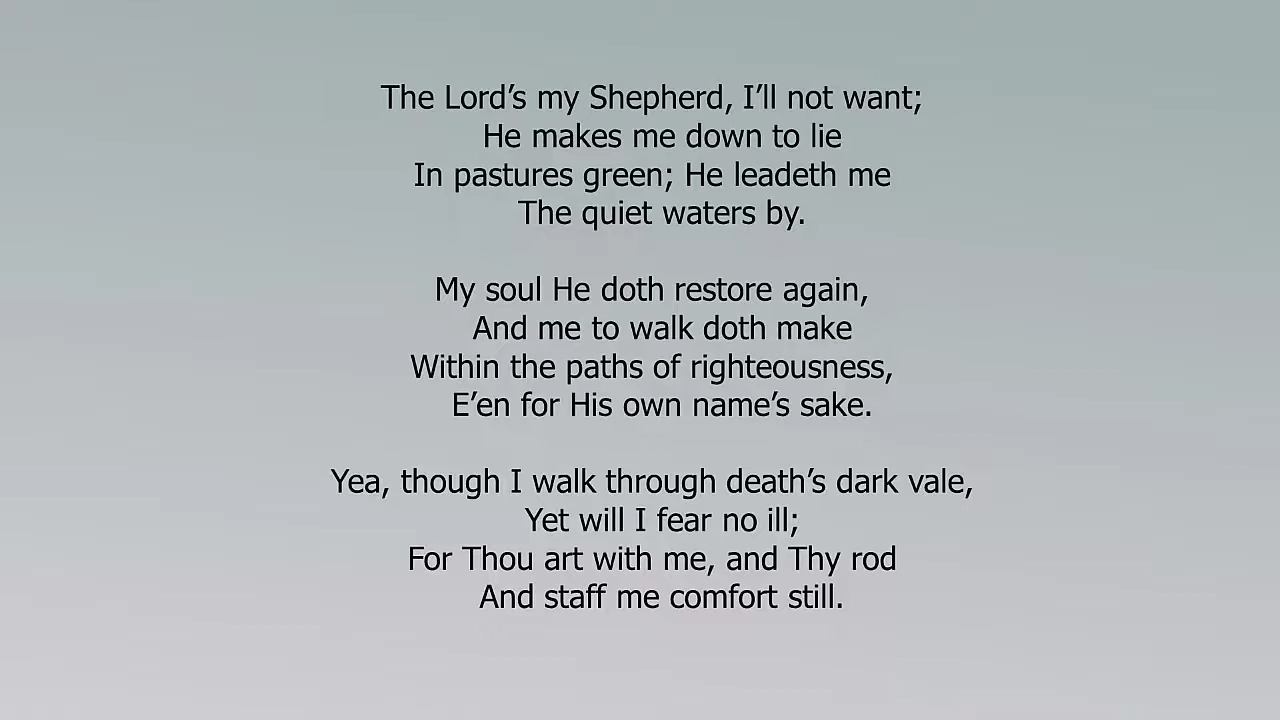 The Lord’s my Shepherd, I’ll not want;
He makes me down to lie
In pastures green; He leadeth me
The quiet waters by.
My soul He doth restore again,
And me to walk doth make
Within the paths of righteousness,
E’en for His own name’s sake.
Yea, though I walk through death’s dark vale,
Yet will I fear no ill;
For Thou art with me, and Thy rod
And staff me comfort still.